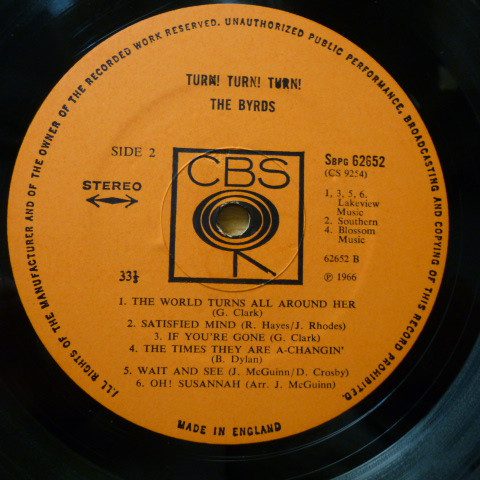 ALL RIGHTS OF THE MANUFACTURER AND OF THE OWNER OF THE RECORDED WORK RESERVED. UNAUTHORIZED PUBLIC PERFORMANCE, BROADCASTING AND COPYING OF THIS RECORD PROHIBITED.
TURN! TURN! TURN!
THE BYRDS
SIDE 2
STEREO
33⅓
CBS
SBPG 62652
(CS 9254)
1, 3, 5, 6.
Lakeview
Music
2. Southern
4. Blossom
Music
62652 B
℗ 1966
1. THE WORLD TURNS ALL AROUND HER
(G. Clark)
2. SATISFIED MIND (R. Hayes/J. Rhodes)
3. IF YOU'RE GONE (G. Clark)
4. THE TIMES THEY ARE A-CHANGIN'
(B. Dylan)
5. WAIT AND SEE (J. McGuinn/D. Crosby)
6. OH! SUSANNAH (Arr. J. McGuinn)
MADE IN ENGLAND